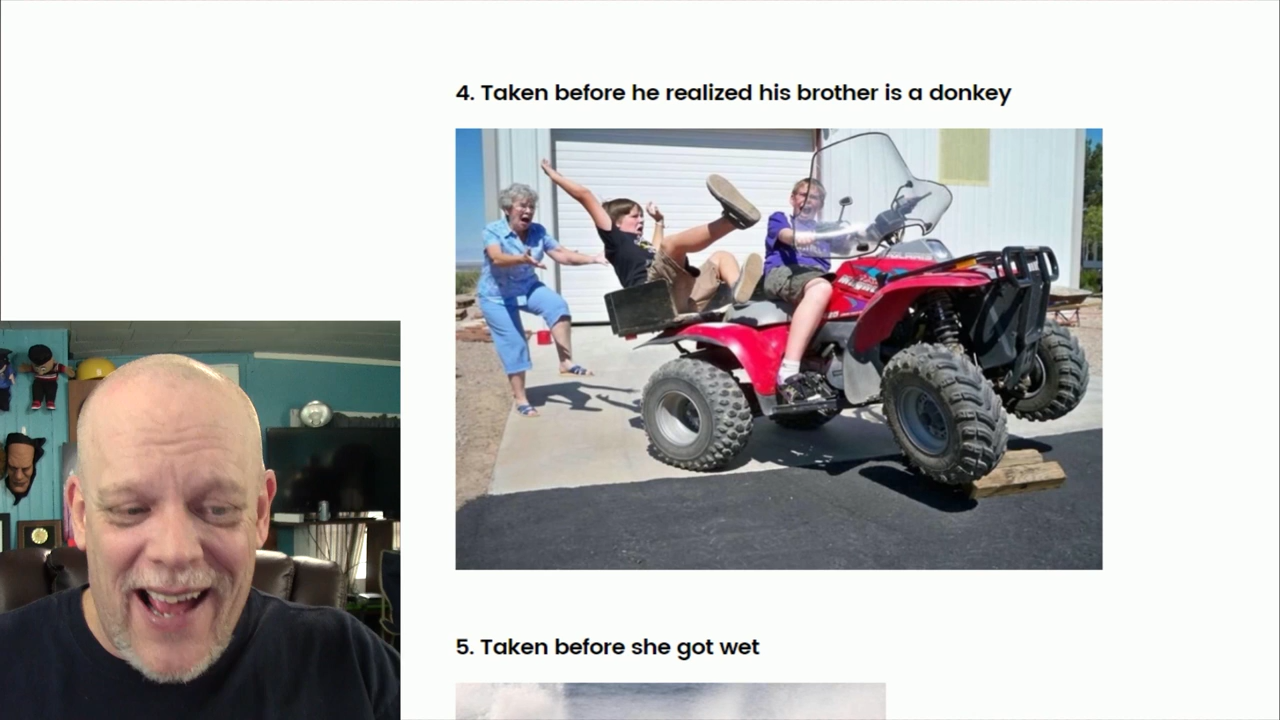 4. Taken before he realized his brother is a donkey
5. Taken before she got wet